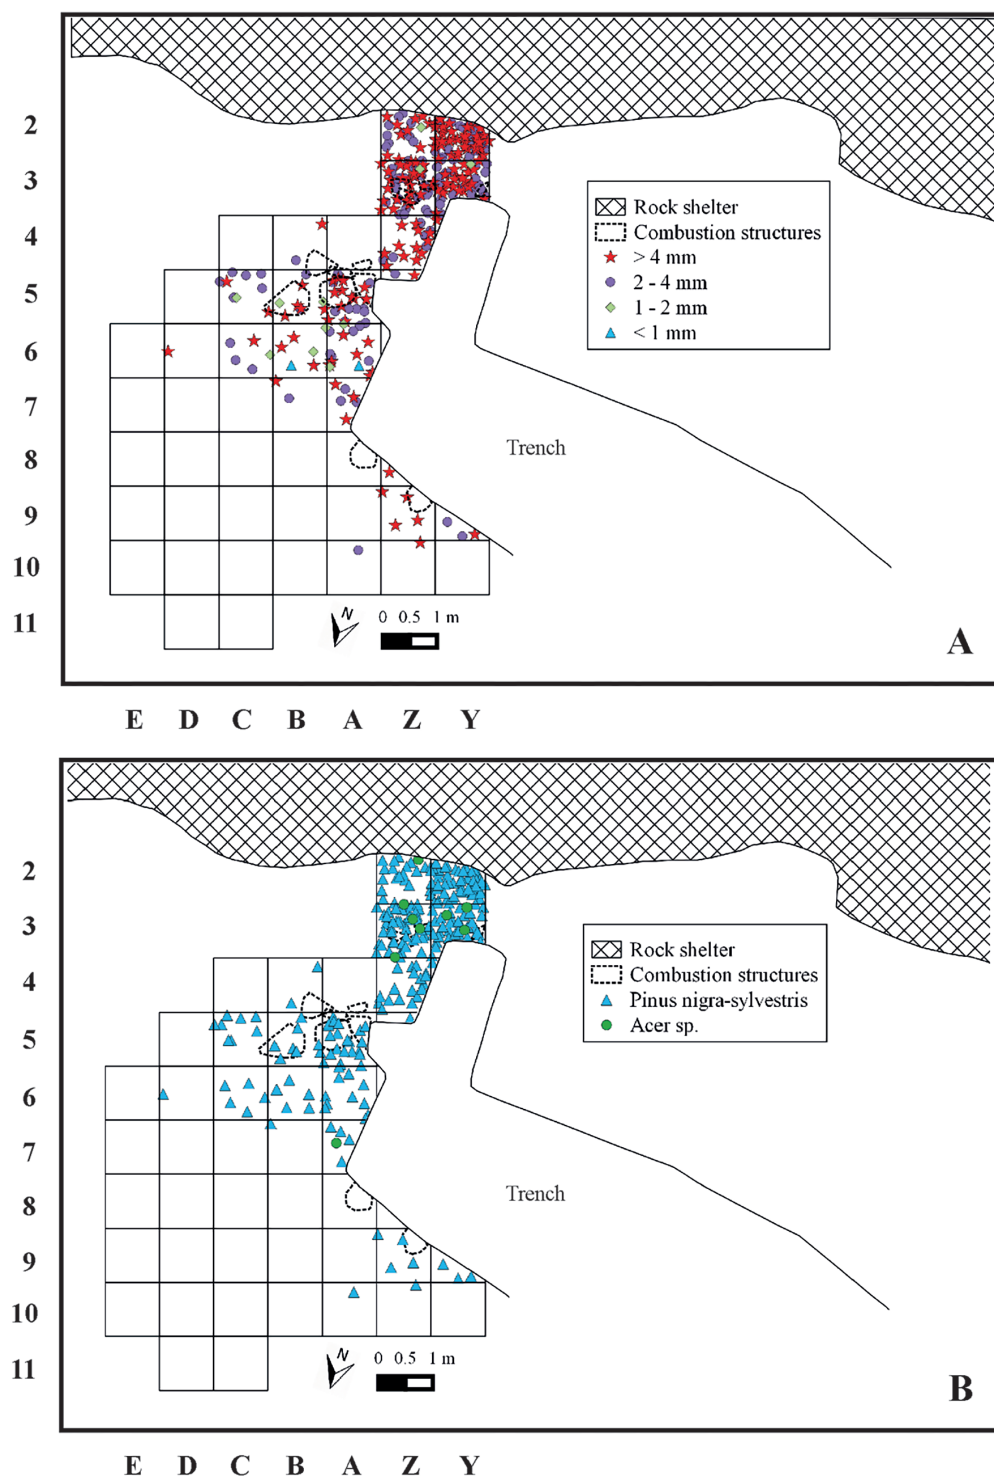 2
3
4
5
6
7
8
9
10
11
Rock shelter
Combustion structures
> 4 mm
2 - 4 mm
1 - 2 mm
< 1 mm
Trench
N
0 0.5 1 m
A
E D C B A Z Y
2
3
4
5
6
7
8
9
10
11
Rock shelter
Combustion structures
Pinus nigra-sylvestris
Acer sp.
Trench
N
0 0.5 1 m
B
E D C B A Z Y